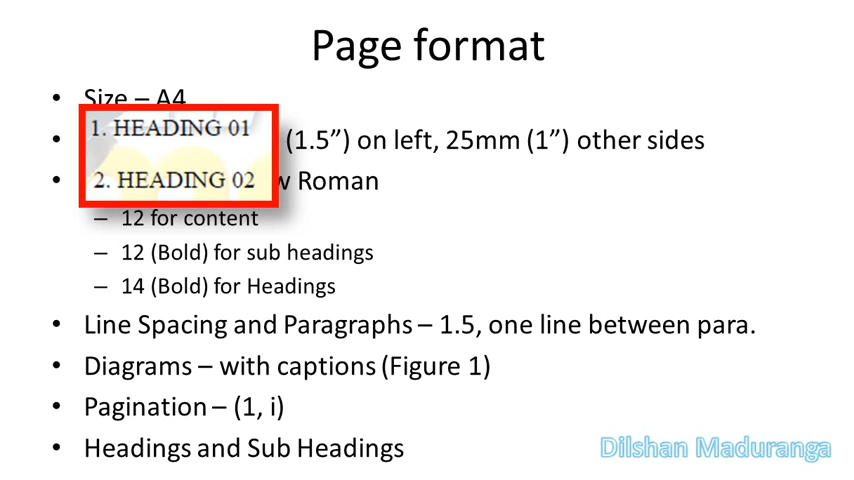 Page format
• Size – A4
1. HEADING 01
• (1.5”) on left, 25mm (1”) other sides
2. HEADING 02
• w Roman
– 12 for content
– 12 (Bold) for sub headings
– 14 (Bold) for Headings
• Line Spacing and Paragraphs – 1.5, one line between para.
• Diagrams – with captions (Figure 1)
• Pagination – (1, i)
• Headings and Sub Headings
Dilshan Maduranga